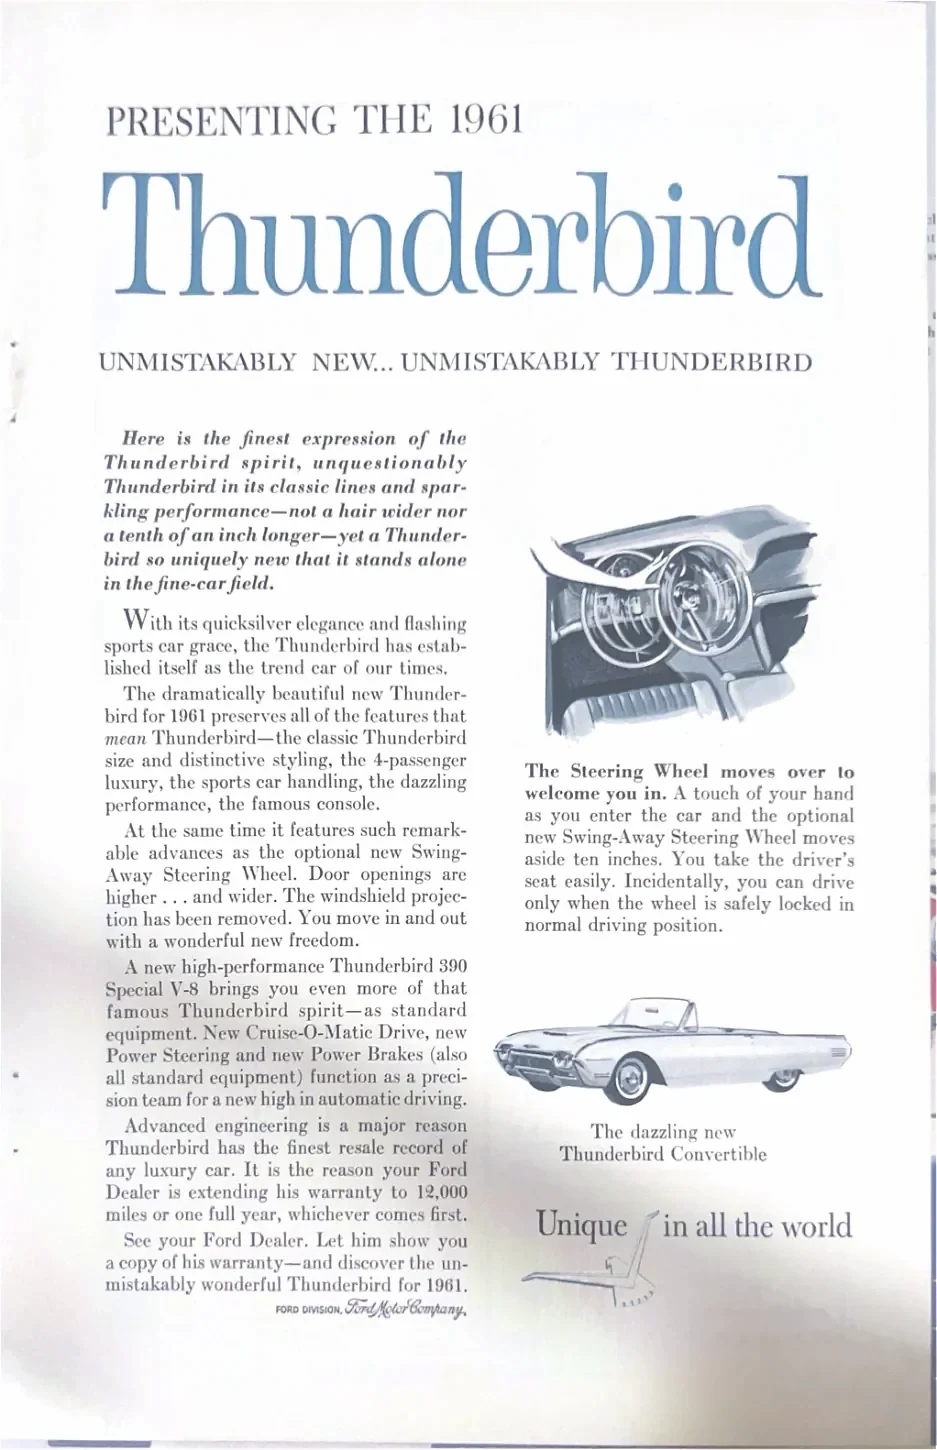 PRESENTING THE 1961
Thunderbird
UNMISTAKABLY NEW... UNMISTAKABLY THUNDERBIRD
Here is the finest expression of the
Thunderbird spirit, unquestionably
Thunderbird in its classic lines and spar-
kling performance—not a hair wider nor
a tenth of an inch longer—yet a Thunder-
bird so uniquely new that it stands alone
in the fine-car field.
With its quicksilver elegance and flashing
sports car grace, the Thunderbird has estab-
lished itself as the trend car of our times.
The dramatically beautiful new Thunder-
bird for 1961 preserves all of the features that
mean Thunderbird—the classic Thunderbird
size and distinctive styling, the 4-passenger
luxury, the sports car handling, the dazzling
performance, the famous console.
At the same time it features such remark-
able advances as the optional new Swing-
Away Steering Wheel. Door openings are
higher . . . and wider. The windshield projec-
tion has been removed. You move in and out
with a wonderful new freedom.
A new high-performance Thunderbird 390
Special V-8 brings you even more of that
famous Thunderbird spirit—as standard
equipment. New Cruise-O-Matic Drive, new
Power Steering and new Power Brakes (also
all standard equipment) function as a preci-
sion team for a new high in automatic driving.
Advanced engineering is a major reason
Thunderbird has the finest resale record of
any luxury car. It is the reason your Ford
Dealer is extending his warranty to 12,000
miles or one full year, whichever comes first.
See your Ford Dealer. Let him show you
a copy of his warranty—and discover the un-
mistakably wonderful Thunderbird for 1961.
FORD DIVISION, Ford Motor Company,
The Steering Wheel moves over to
welcome you in. A touch of your hand
as you enter the car and the optional
new Swing-Away Steering Wheel moves
aside ten inches. You take the driver's
seat easily. Incidentally, you can drive
only when the wheel is safely locked in
normal driving position.
The dazzling new
Thunderbird Convertible
Unique in all the world